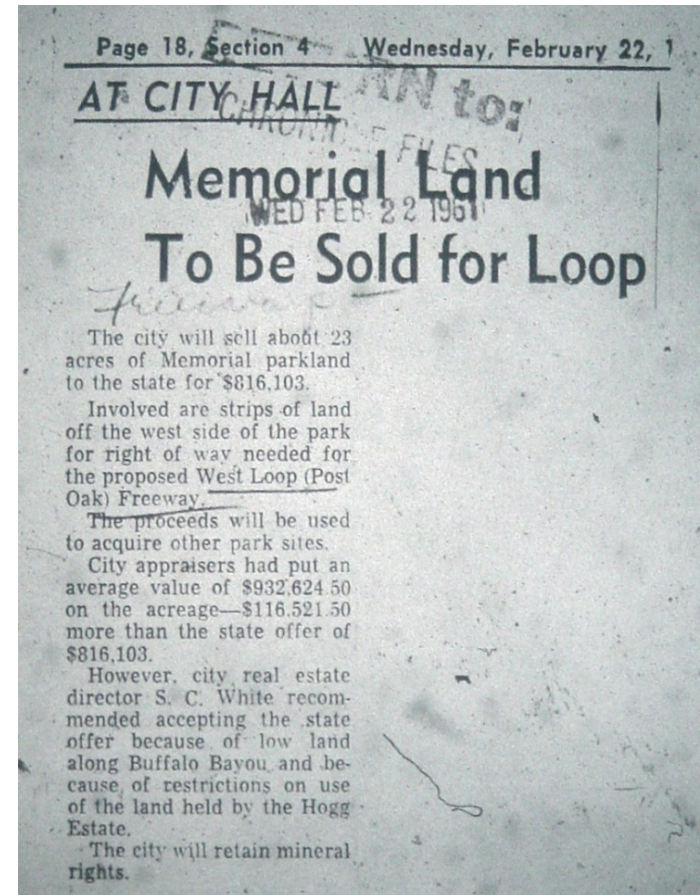 Page 18, Section 4 Wednesday, February 22, 1
RN to:
AT CITY HALL
CHRONICLE FILES
Memorial Land
WED FEB 22 1961
To Be Sold for Loop
Freeways
The city will sell about 23
acres of Memorial parkland
to the state for $816,103.
Involved are strips of land
off the west side of the park
for right of way needed for
the proposed West Loop (Post
Oak) Freeway.
The proceeds will be used
to acquire other park sites.
City appraisers had put an
average value of $932,624.50
on the acreage—$116.521.50
more than the state offer of
$816,103.
However, city real estate
director S. C. White recom-
mended accepting the state
offer because of low land
along Buffalo Bayou and be-
cause of restrictions on use
of the land held by the Hogg
Estate.
The city will retain mineral
rights.